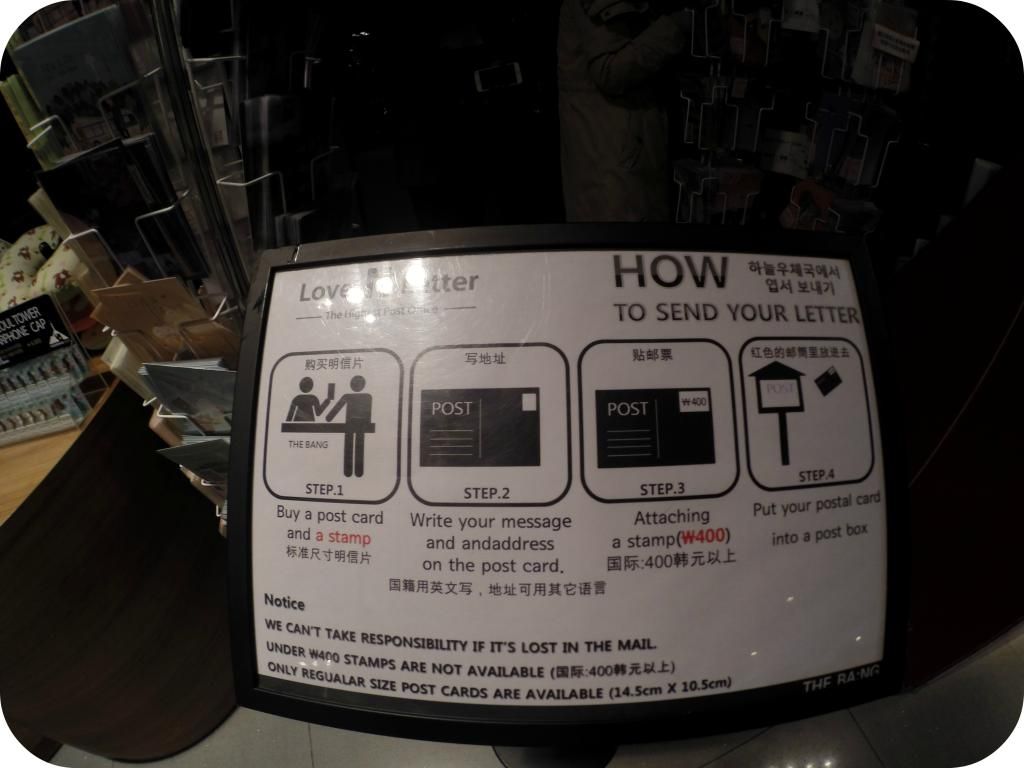 Love Letter
The Highest Post Office
HOW
하늘우체국에서
엽서 보내기
TO SEND YOUR LETTER
购买明信片
THE BANG
STEP.1
Buy a post card
and a stamp
标准尺寸明信片
写地址
POST
STEP.2
Write your message
and andaddress
on the post card.
国籍用英文写，地址可用其它语言
贴邮票
POST
₩400
STEP.3
Attaching
a stamp(₩400)
国际:400韩元以上
红色的邮筒里放进去
POST
STEP.4
Put your postal card
into a post box
Notice
WE CAN'T TAKE RESPONSIBILITY IF IT'S LOST IN THE MAIL.
UNDER ₩400 STAMPS ARE NOT AVAILABLE (国际:400韩元以上)
ONLY REGUALAR SIZE POST CARDS ARE AVAILABLE (14.5cm X 10.5cm)
THE BA:NG
OUL TOWER
PHONE CAP